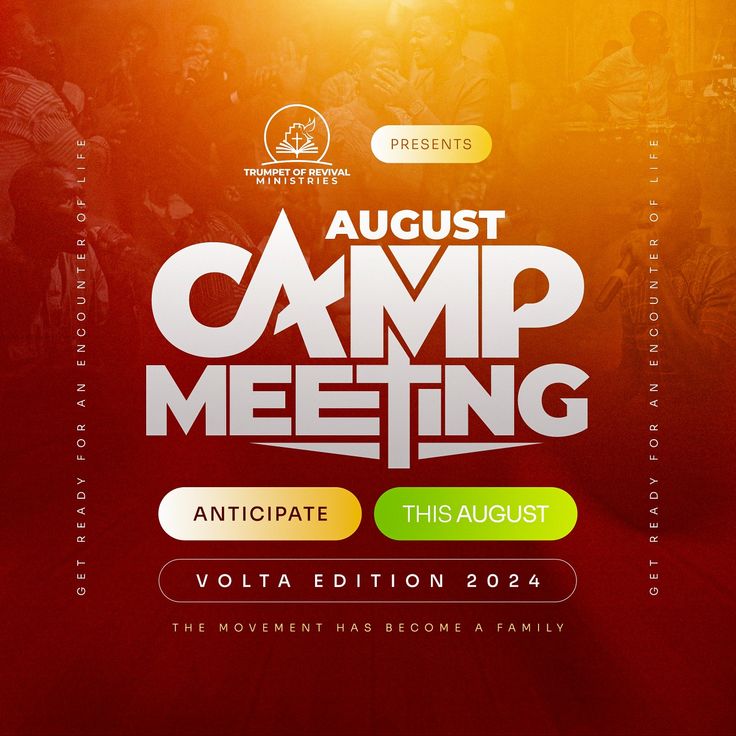 TRUMPET OF REVIVAL
MINISTRIES
PRESENTS
AUGUST
CAMP
MEETING
ANTICIPATE
THIS AUGUST
VOLTA EDITION 2024
THE MOVEMENT HAS BECOME A FAMILY
GET READY FOR AN ENCOUNTER OF LIFE
GET READY FOR AN ENCOUNTER OF LIFE